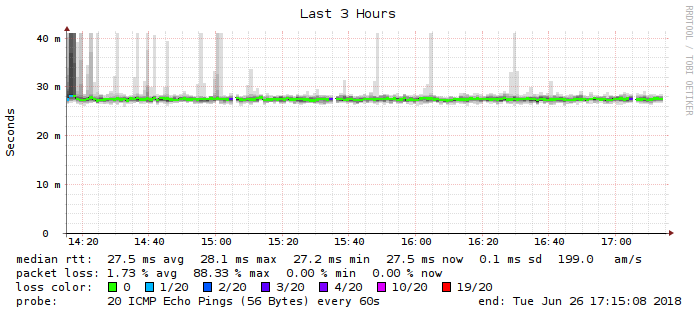 Last 3 Hours
RRDTOOL / TOBI OETIKER
Seconds
40 m
30 m
20 m
10 m
0
14:20 14:40 15:00 15:20 15:40 16:00 16:20 16:40 17:00
median rtt: 27.5 ms avg 28.1 ms max 27.2 ms min 27.5 ms now 0.1 ms sd 199.0 am/s
packet loss: 1.73 % avg 88.33 % max 0.00 % min 0.00 % now
loss color: 0 1/20 2/20 3/20 4/20 10/20 19/20
probe: 20 ICMP Echo Pings (56 Bytes) every 60s end: Tue Jun 26 17:15:08 2018